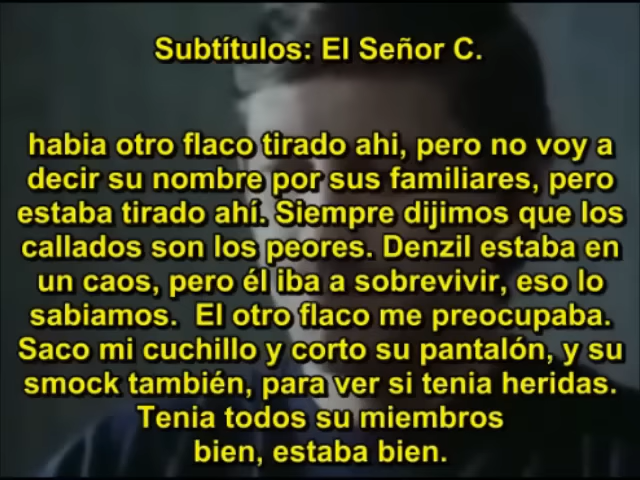 Subtítulos: El Señor C.
habia otro flaco tirado ahi, pero no voy a
decir su nombre por sus familiares, pero
estaba tirado ahí. Siempre dijimos que los
callados son los peores. Denzil estaba en
un caos, pero él iba a sobrevivir, eso lo
sabiamos. El otro flaco me preocupaba.
Saco mi cuchillo y corto su pantalón, y su
smock también, para ver si tenia heridas.
Tenia todos su miembros
bien, estaba bien.